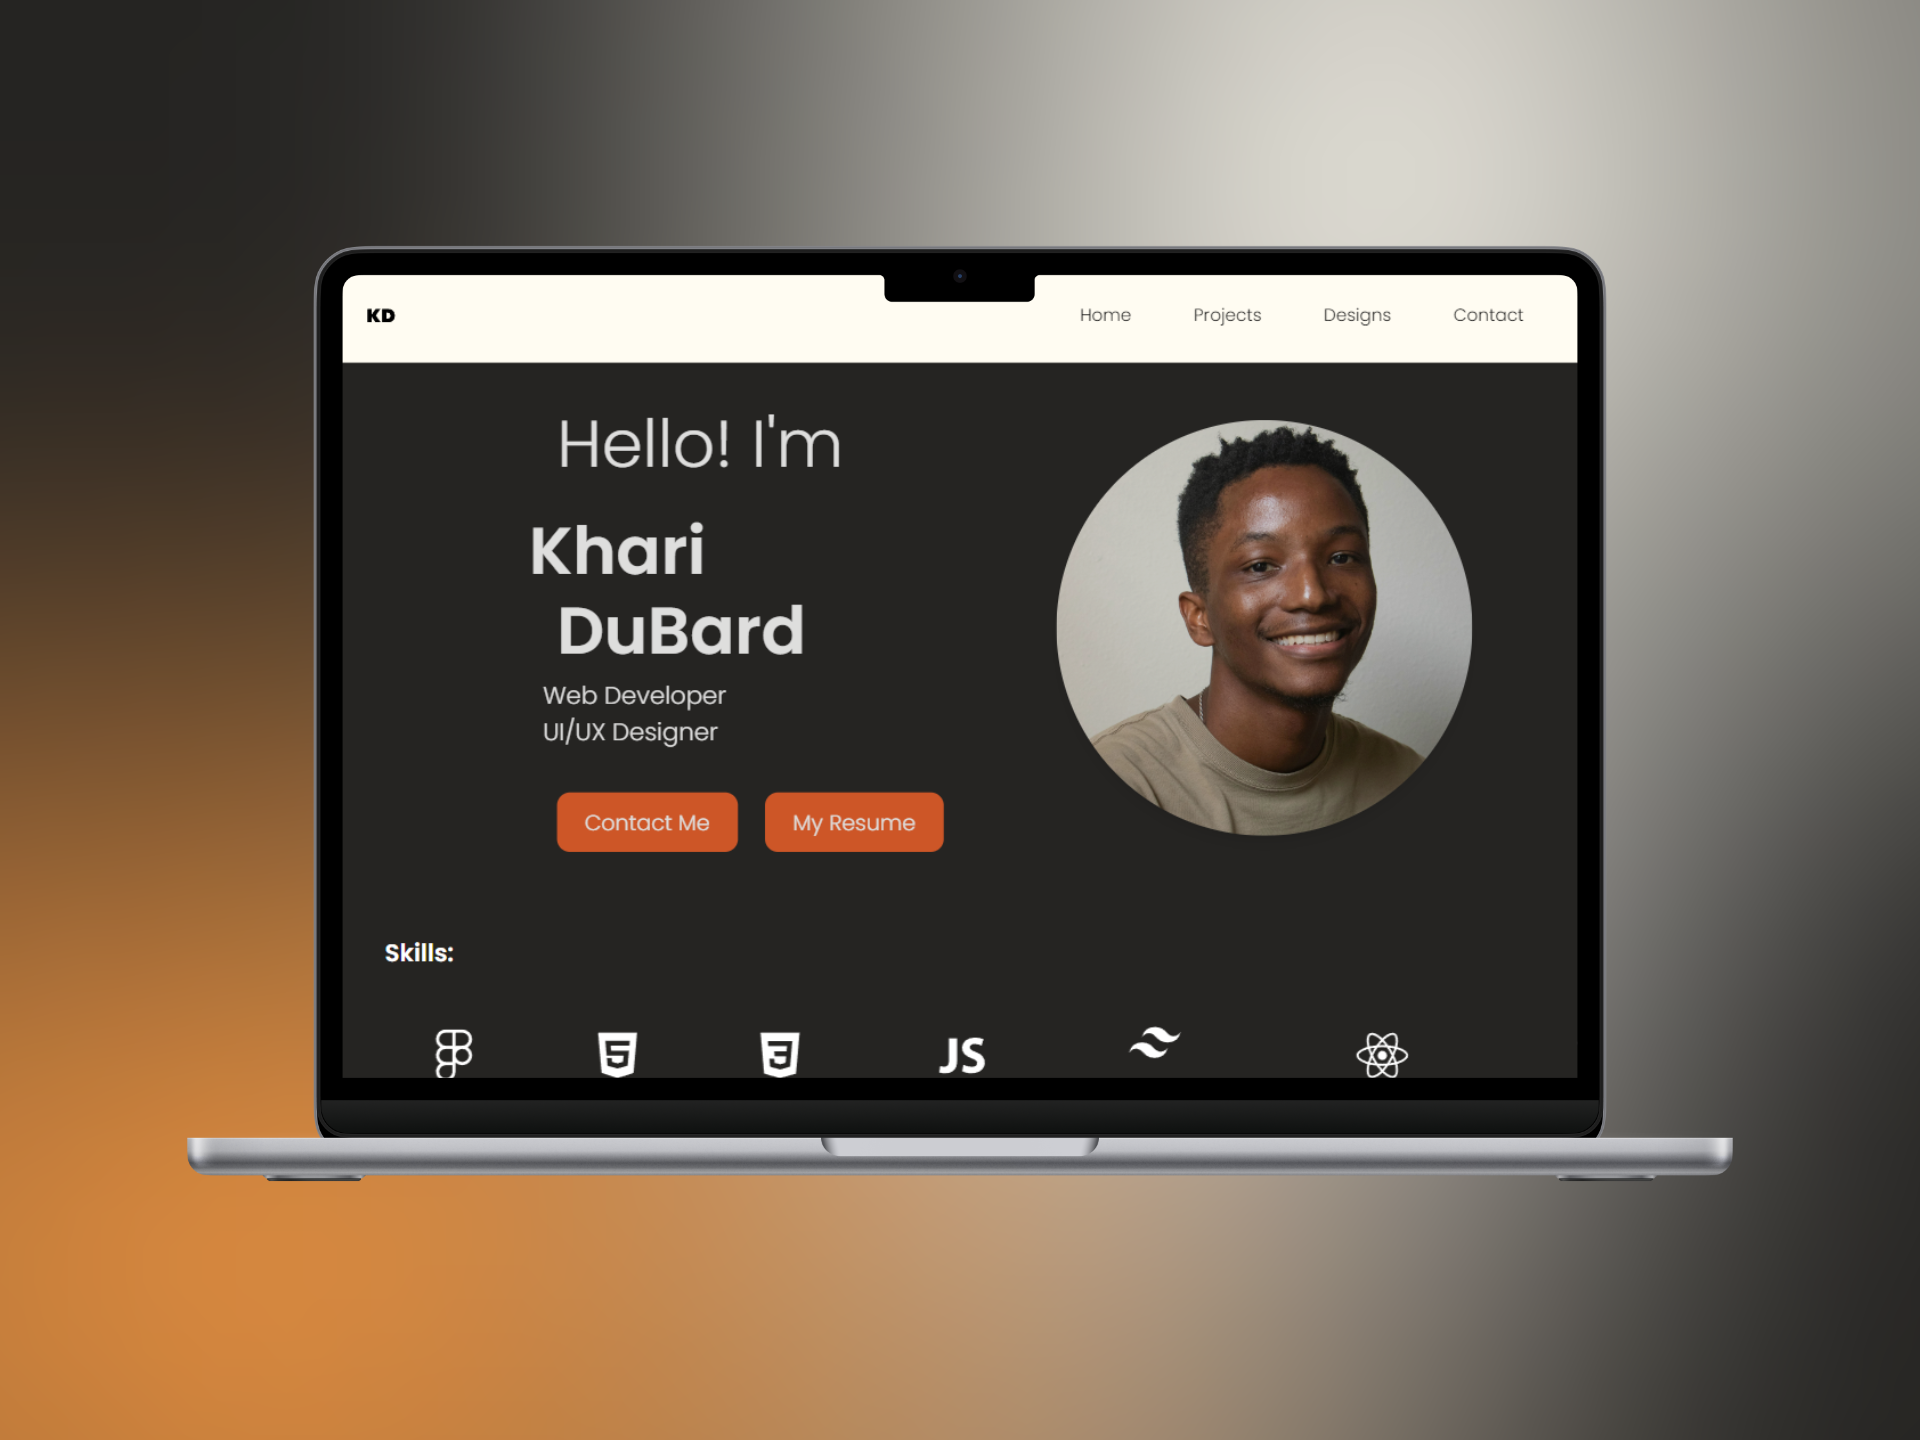 KD
Home Projects Designs Contact
Hello! I'm
Khari
DuBard
Web Developer
UI/UX Designer
Contact Me My Resume
Skills:
5 3 JS